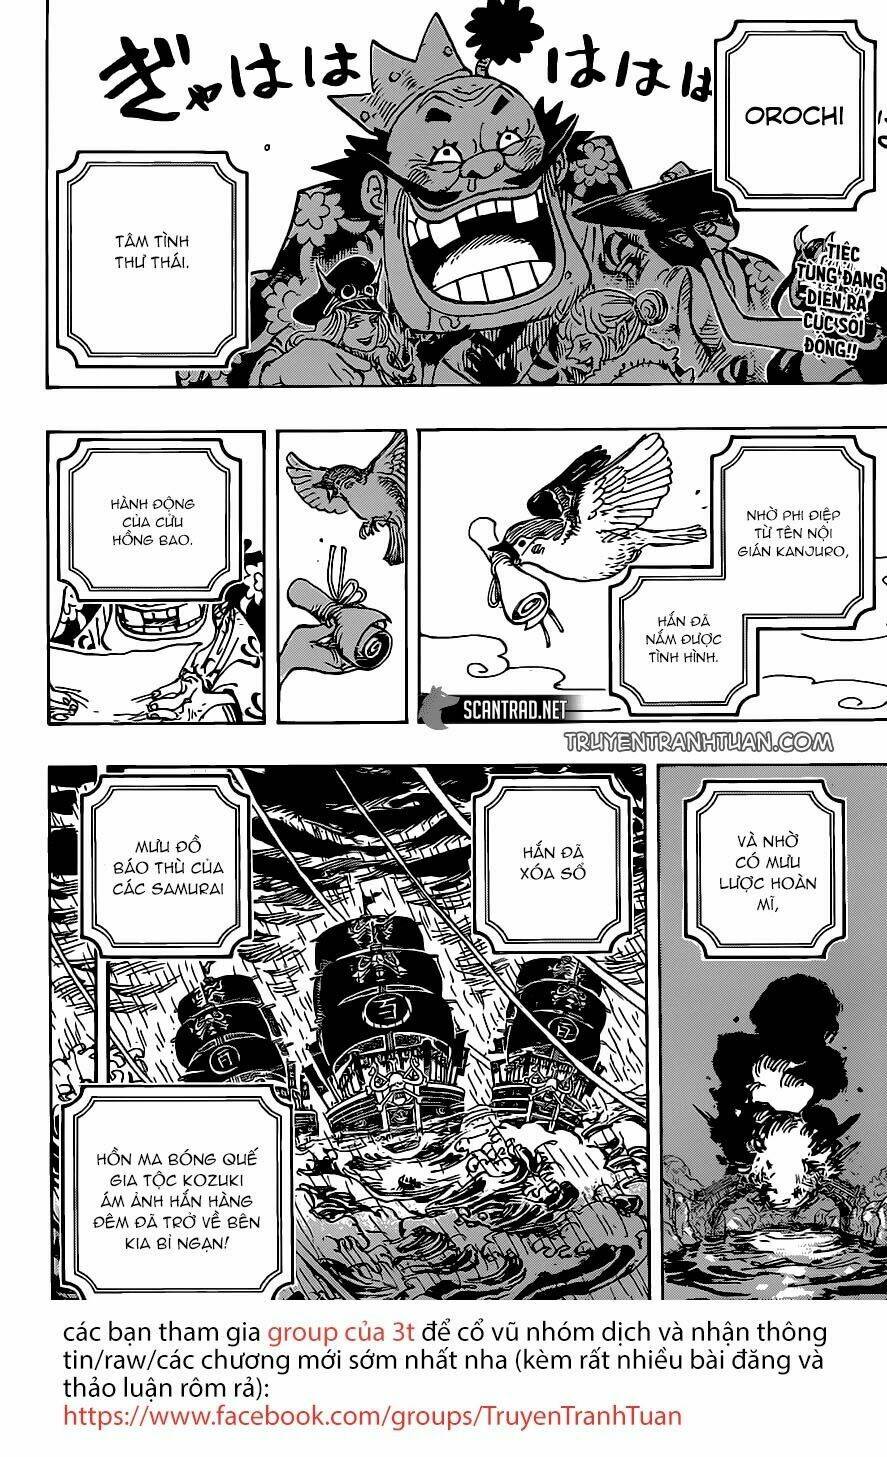 ぎゃははははは
OROCHI
TÂM TÌNH
THƯ THÁI.
TIỆC
TÙNG ĐANG
DIỄN RA
CỰC SÔI
ĐỘNG!!
NHỜ PHI ĐIỆP
TỪ TÊN NỘI
GIÁN KANJURO,
HẮN ĐÃ
NẮM ĐƯỢC
TÌNH HÌNH.
HÀNH ĐỘNG
CỦA CỬU
HỒNG BAO.
SCANTRAD.NET
TRUYENTRANHTUAN.COM
VÀ NHỜ
CÓ MƯU
LƯỢC HOÀN
MĨ,
HẮN ĐÃ
XÓA SỔ
MƯU ĐỒ
BÁO THÙ CỦA
CÁC SAMURAI
HỒN MA BÓNG QUẾ
GIA TỘC KOZUKI
ÁM ẢNH HẮN HÀNG
ĐÊM ĐÃ TRỞ VỀ BÊN
KIA BỈ NGẠN!
các bạn tham gia group của 3t để cổ vũ nhóm dịch và nhận thông
tin/raw/các chương mới sớm nhất nha (kèm rất nhiều bài đăng và
thảo luận rôm rả):
https://www.facebook.com/groups/TruyenTranhTuan